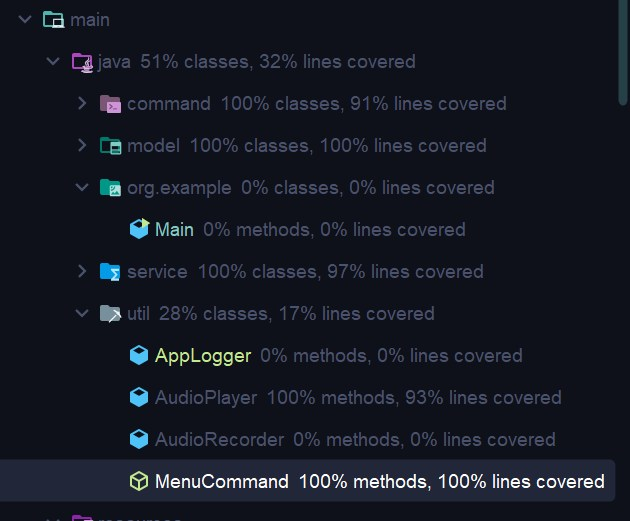 main
java 51% classes, 32% lines covered
command 100% classes, 91% lines covered
model 100% classes, 100% lines covered
org.example 0% classes, 0% lines covered
Main 0% methods, 0% lines covered
service 100% classes, 97% lines covered
util 28% classes, 17% lines covered
AppLogger 0% methods, 0% lines covered
AudioPlayer 100% methods, 93% lines covered
AudioRecorder 0% methods, 0% lines covered
MenuCommand 100% methods, 100% lines covered